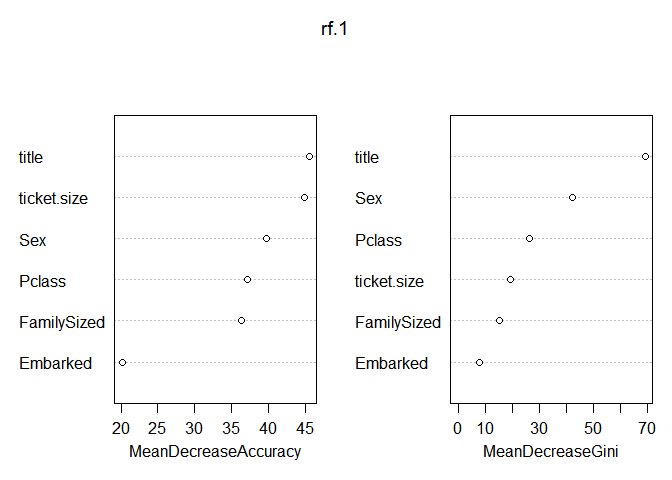 rf.1
title
ticket.size
Sex
Pclass
FamilySized
Embarked
20 25 30 35 40 45
MeanDecreaseAccuracy
title
Sex
Pclass
ticket.size
FamilySized
Embarked
0 10 30 50 70
MeanDecreaseGini